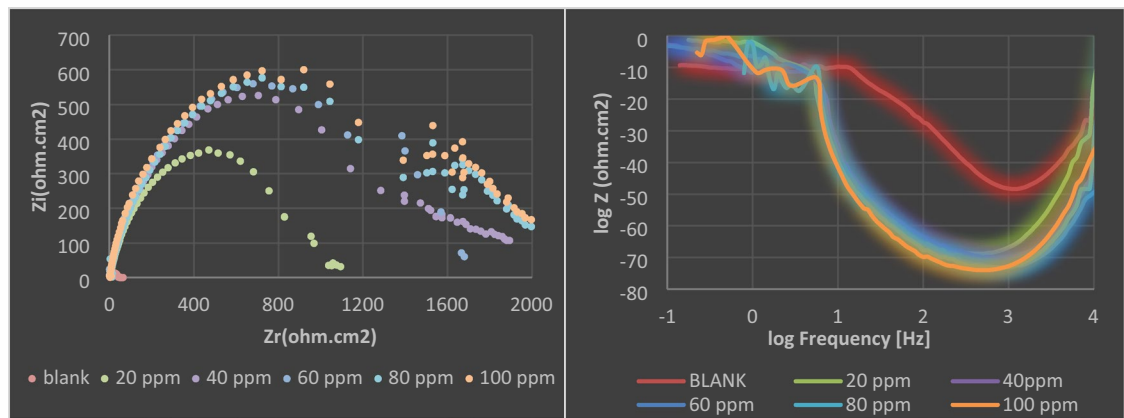 700
600
500
400
300
200
100
0
Zi(ohm.cm2)
0 400 800 1200 1600 2000
Zr(ohm.cm2)
blank 20 ppm 40 ppm 60 ppm 80 ppm 100 ppm
0
-10
-20
-30
-40
-50
-60
-70
-80
log Z (ohm.cm2)
-1 0 1 2 3 4
log Frequency [Hz]
BLANK 20 ppm 40ppm
60 ppm 80 ppm 100 ppm